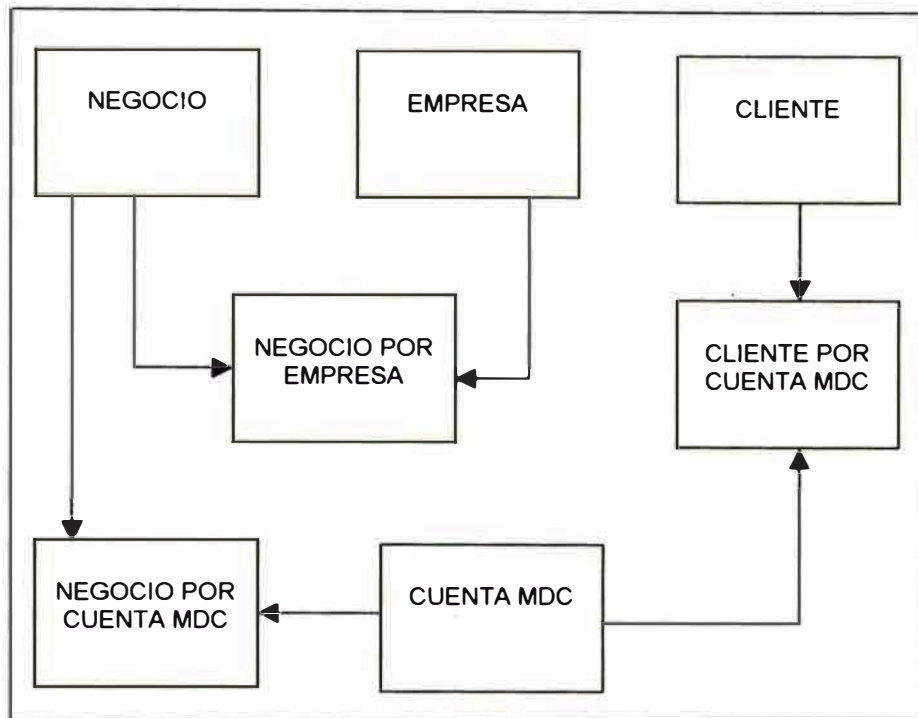 NEGOCIO
EMPRESA
CLIENTE
NEGOCIO POR
EMPRESA
CLIENTE POR
CUENTA MDC
NEGOCIO POR
CUENTA MDC
CUENTA MDC